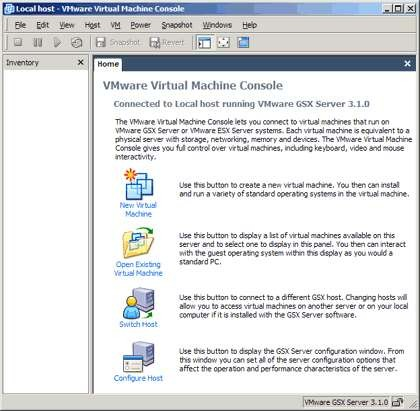 Local host - VMware Virtual Machine Console
File Edit View Host VM Power Snapshot Windows Help
Snapshot Revert
Inventory
Home
VMware Virtual Machine Console
Connected to Local host running VMware GSX Server 3.1.0
The VMware Virtual Machine Console lets you connect to virtual machines that run on
VMware GSX Server or VMware ESX Server systems. Each virtual machine is equivalent to a
physical server with storage, networking, memory and devices. The VMware Virtual Machine
Console gives you full control over virtual machines, including keyboard, video and mouse
interactivity.
New Virtual
Machine
Use this button to create a new virtual machine. You then can install
and run a variety of standard operating systems in the virtual machine.
Open Existing
Virtual Machine
Use this button to display a list of virtual machines available on this
server and to select one to display in this panel. You then can interact
with the guest operating system within this display as you would a
standard PC.
Switch Host
Use this button to connect to a different GSX host. Changing hosts will
allow you to access virtual machines on another server or on your local
computer if it is installed with the GSX Server software.
Configure Host
Use this button to display the GSX Server configuration window. From
this window you can set all of the server configuration options that
affect the operation and performance characteristics of the server.
VMware GSX Server 3.1.0